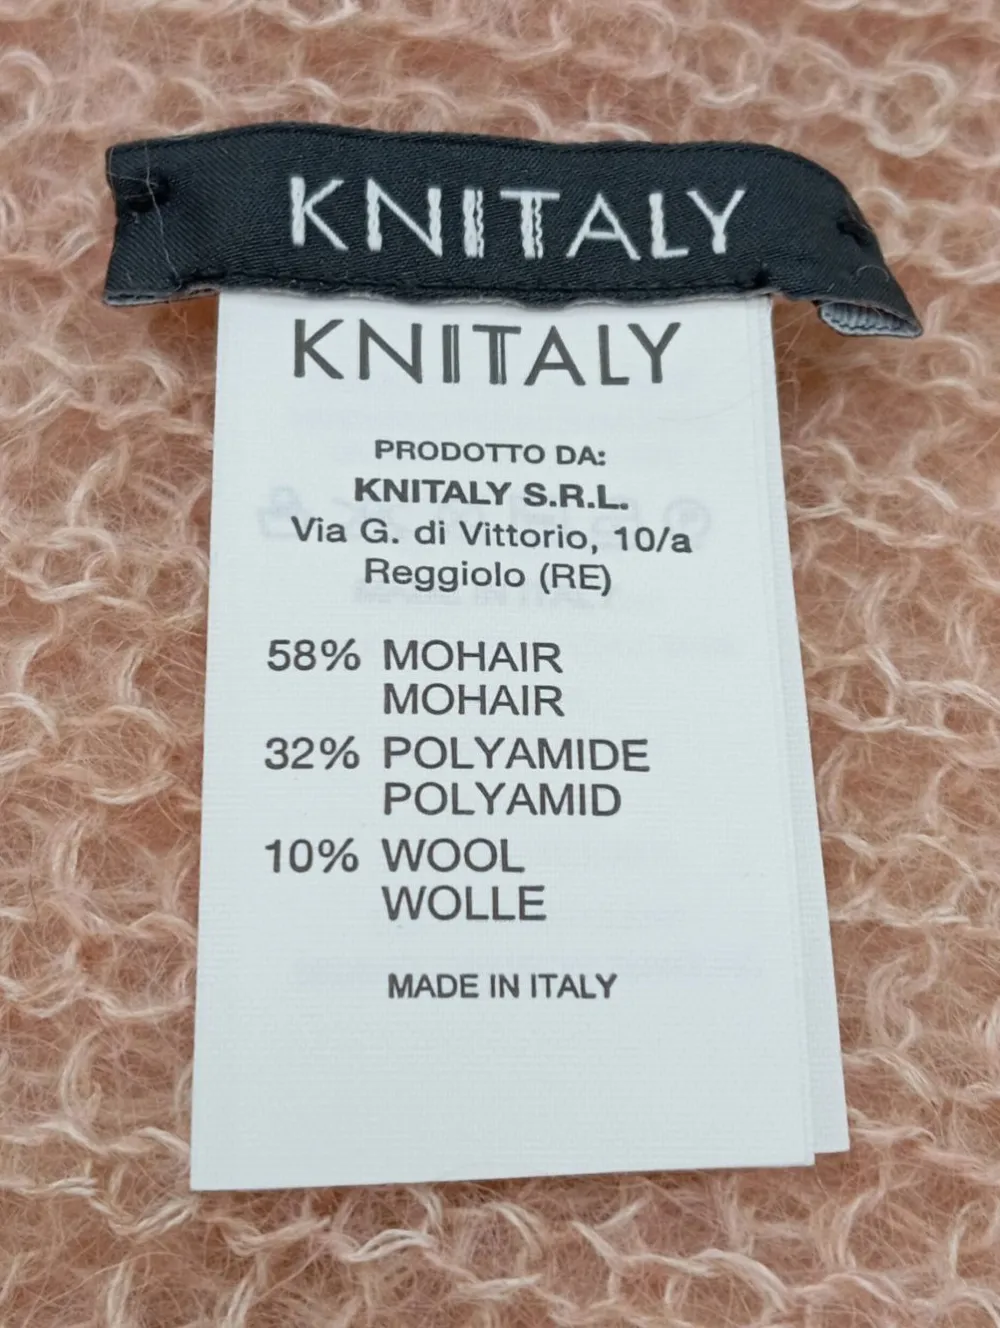 KNITALY
KNITALY
PRODOTTO DA:
KNITALY S.R.L.
Via G. di Vittorio, 10/a
Reggiolo (RE)
58% MOHAIR
MOHAIR
32% POLYAMIDE
POLYAMID
10% WOOL
WOLLE
MADE IN ITALY